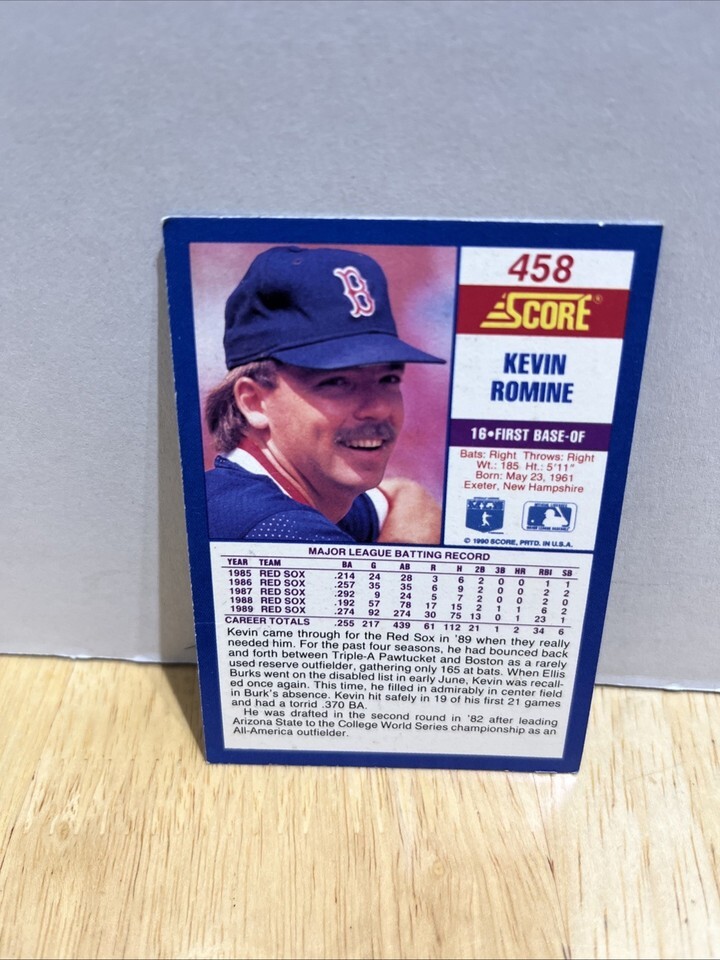 B
458
SCORE®
KEVIN
ROMINE
16•FIRST BASE-OF
Bats: Right Throws: Right
Wt.: 185 Ht.: 5'11"
Born: May 23, 1961
Exeter, New Hampshire
© 1990 SCORE, PRTD. IN U.S.A.
MAJOR LEAGUE BATTING RECORD
YEAR TEAM BA G AB R H 2B 3B HR RBI SB
1985 RED SOX .214 24 28 3 6 2 0 0 1 1
1986 RED SOX .257 35 35 6 9 2 0 0 2 2
1987 RED SOX .292 9 24 5 7 2 0 0 2 0
1988 RED SOX .192 57 78 17 15 2 1 1 6 2
1989 RED SOX .274 92 274 30 75 13 0 1 23 1
CAREER TOTALS .255 217 439 61 112 21 1 2 34 6
Kevin came through for the Red Sox in '89 when they really
needed him. For the past four seasons, he had bounced back
and forth between Triple-A Pawtucket and Boston as a rarely
used reserve outfielder, gathering only 165 at bats. When Ellis
Burks went on the disabled list in early June, Kevin was recall-
ed once again. This time, he filled in admirably in center field
in Burk's absence. Kevin hit safely in 19 of his first 21 games
and had a torrid .370 BA.
He was drafted in the second round in '82 after leading
Arizona State to the College World Series championship as an
All-America outfielder.